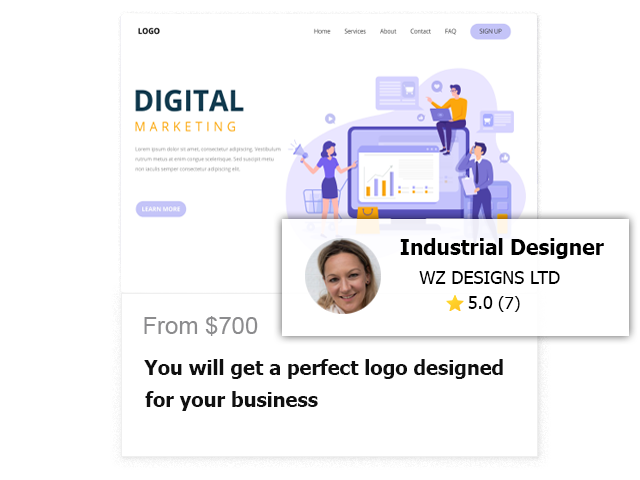 LOGO
Home Services About Contact FAQ SIGN UP
DIGITAL
MARKETING
Lorem ipsum dolor sit amet, consectetur adipiscing. Vestibulum
rutrum metus at enim congue scelerisque. Sed suscipit metu
non iaculis semper consectetur adipiscing elit.
LEARN MORE
Industrial Designer
WZ DESIGNS LTD
5.0 (7)
From $700
You will get a perfect logo designed
for your business